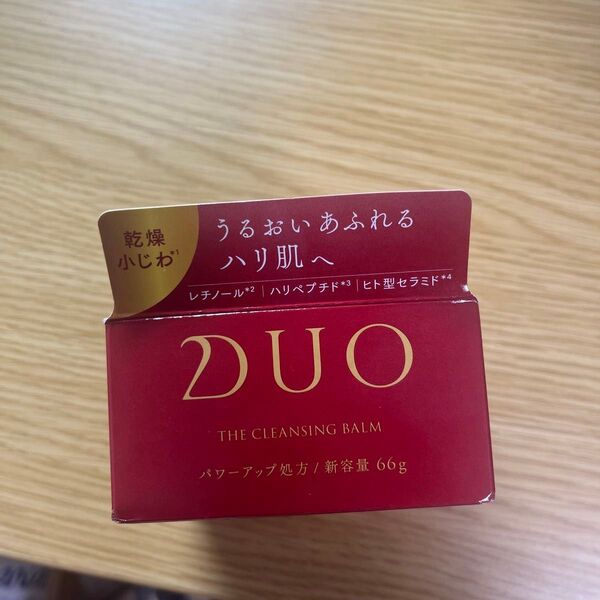 乾燥
小じわ*1
うるおいあふれる
ハリ肌へ
レチノール*2 | ハリペプチド*3 | ヒト型セラミド*4
DUO
THE CLEANSING BALM
パワーアップ処方 / 新容量 66g